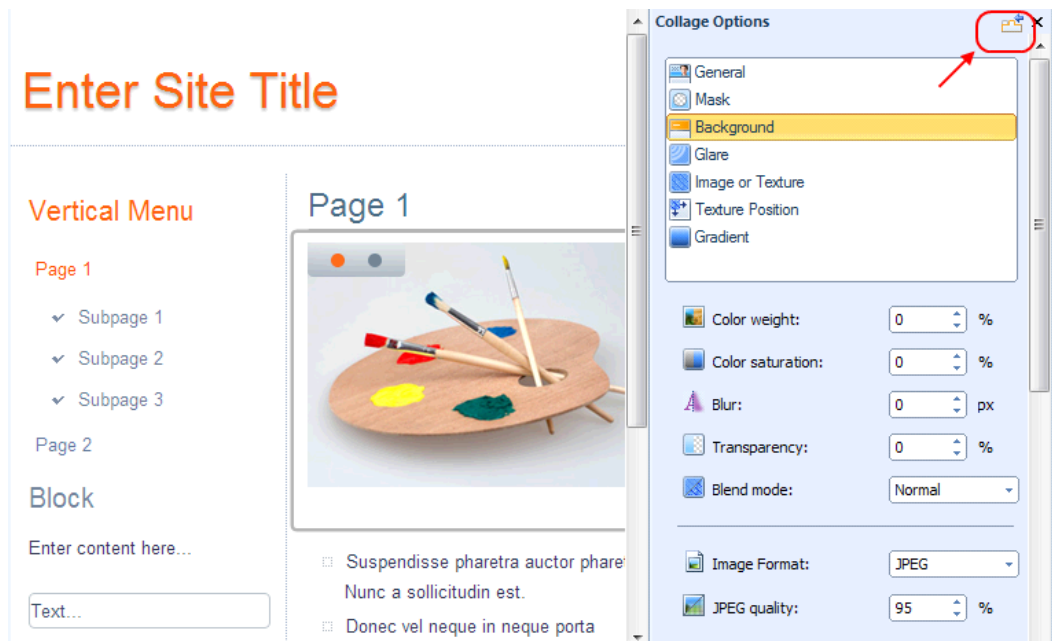 Enter Site Title
Vertical Menu
Page 1
Subpage 1
Subpage 2
Subpage 3
Page 2
Block
Enter content here...
Text...
Page 1
Suspendisse pharetra auctor phare
Nunc a sollicitudin est.
Donec vel neque in neque porta
Collage Options
General
Mask
Background
Glare
Image or Texture
Texture Position
Gradient
Color weight: 0 %
Color saturation: 0 %
Blur: 0 px
Transparency: 0 %
Blend mode: Normal
Image Format: JPEG
JPEG quality: 95 %